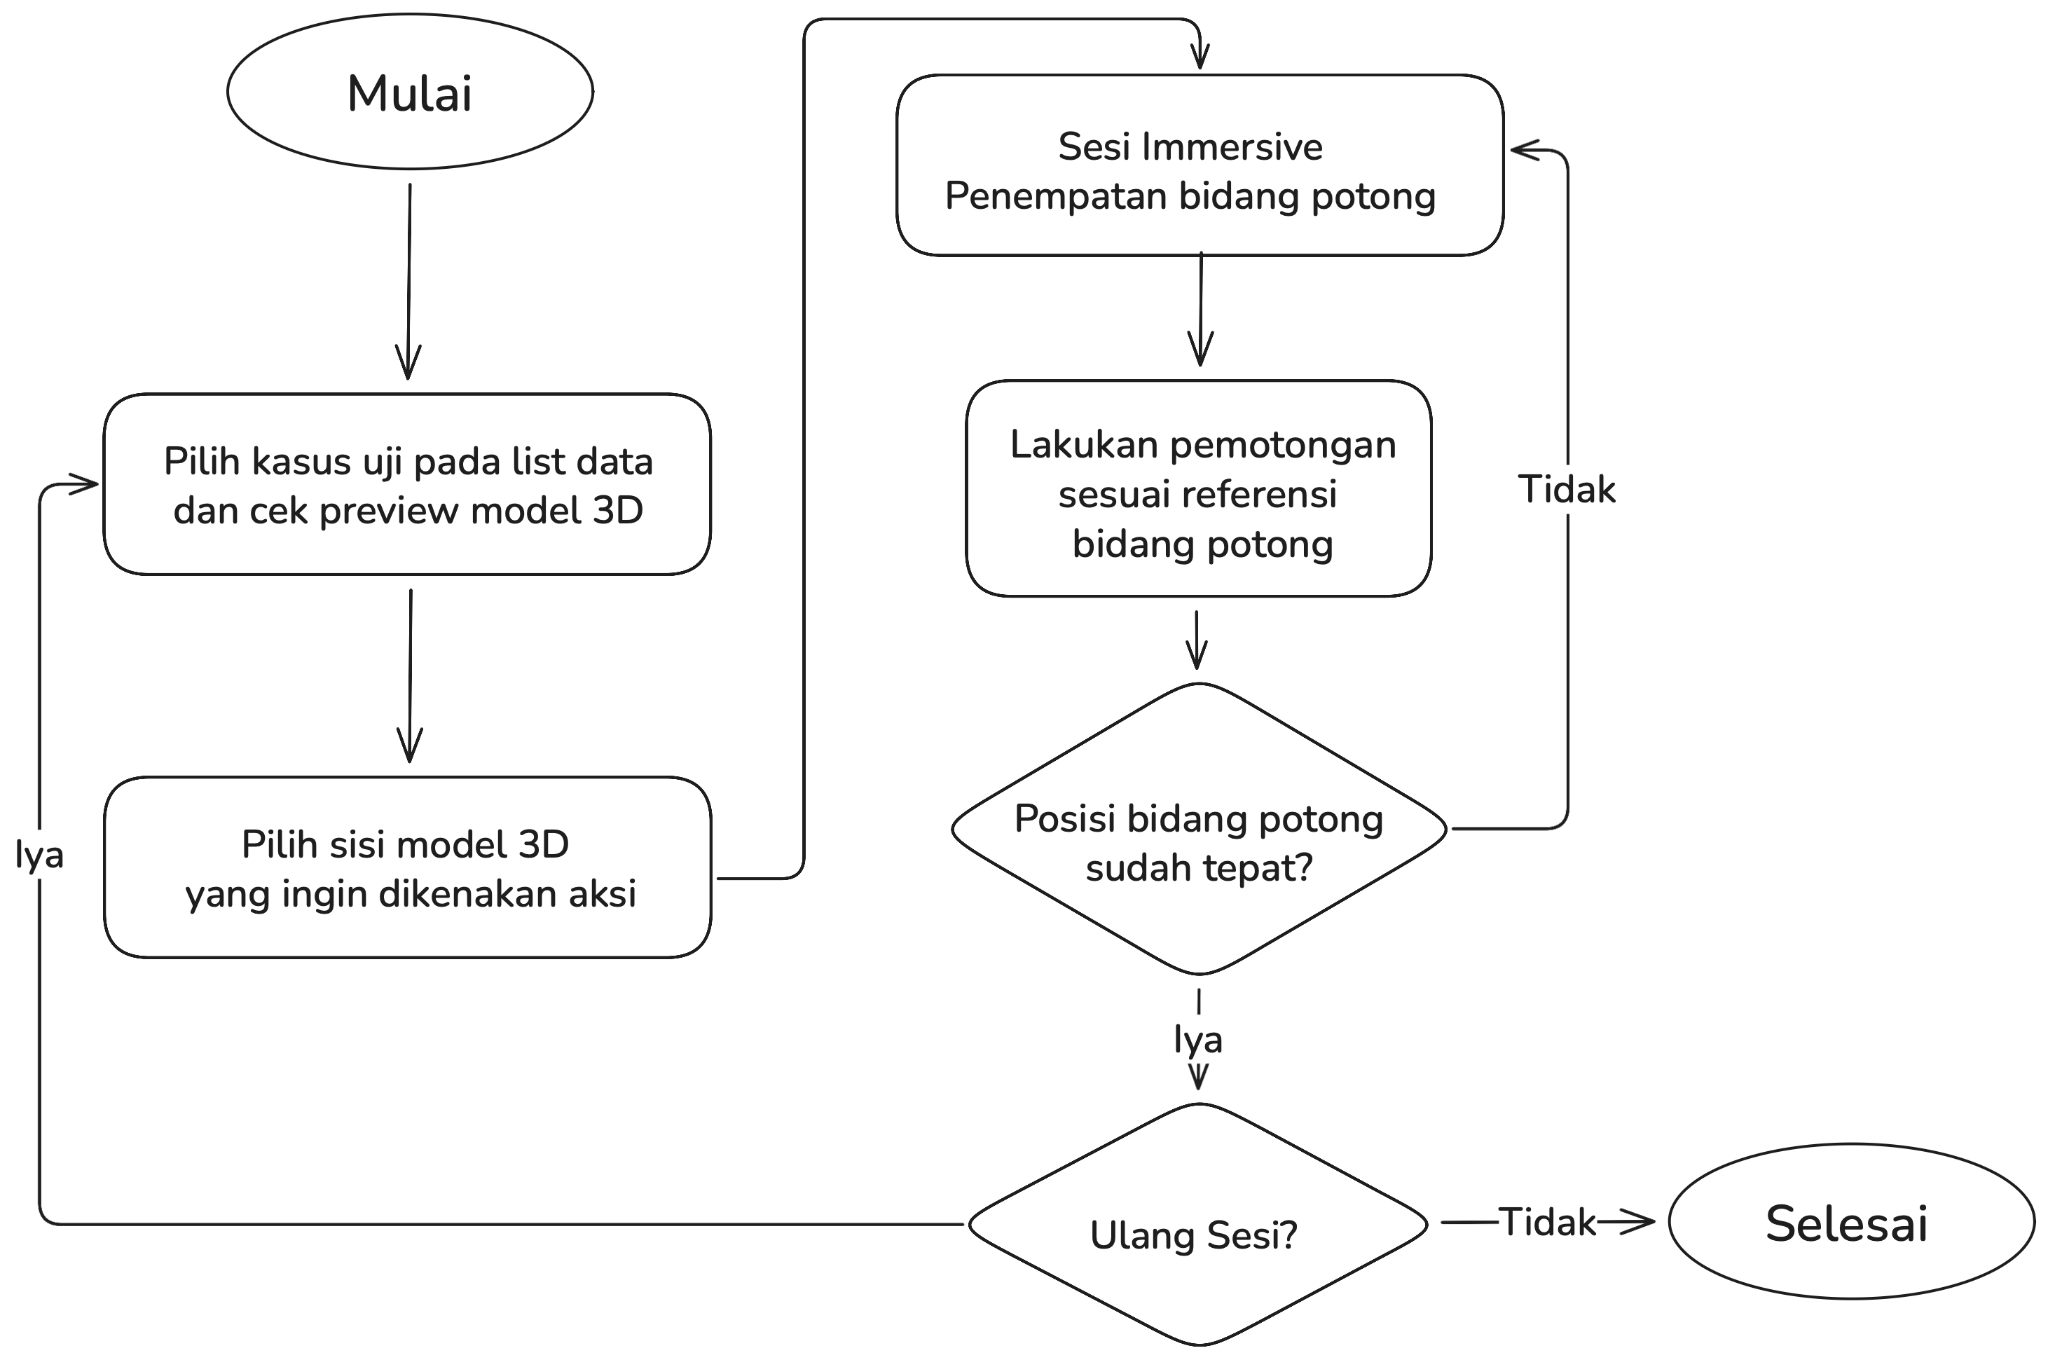 Mulai
Pilih kasus uji pada list data
dan cek preview model 3D
Pilih sisi model 3D
yang ingin dikenakan aksi
Iya
Sesi Immersive
Penempatan bidang potong
Lakukan pemotongan
sesuai referensi
bidang potong
Tidak
Posisi bidang potong
sudah tepat?
Iya
Ulang Sesi?
Tidak
Selesai